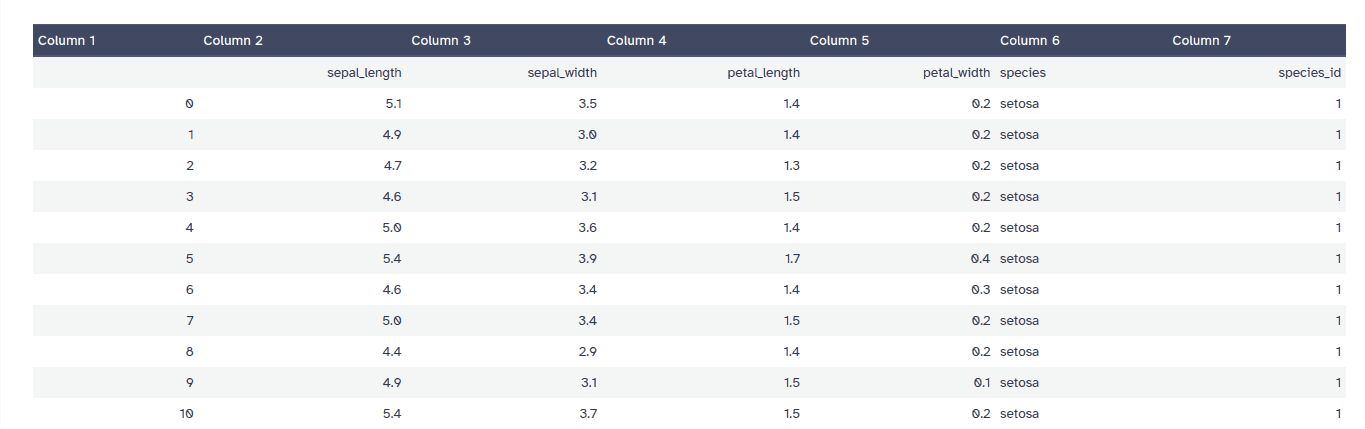 Column 1 Column 2 Column 3 Column 4 Column 5 Column 6 Column 7
sepal_length sepal_width petal_length petal_width species species_id
0 5.1 3.5 1.4 0.2 setosa 1
1 4.9 3.0 1.4 0.2 setosa 1
2 4.7 3.2 1.3 0.2 setosa 1
3 4.6 3.1 1.5 0.2 setosa 1
4 5.0 3.6 1.4 0.2 setosa 1
5 5.4 3.9 1.7 0.4 setosa 1
6 4.6 3.4 1.4 0.3 setosa 1
7 5.0 3.4 1.5 0.2 setosa 1
8 4.4 2.9 1.4 0.2 setosa 1
9 4.9 3.1 1.5 0.1 setosa 1
10 5.4 3.7 1.5 0.2 setosa 1